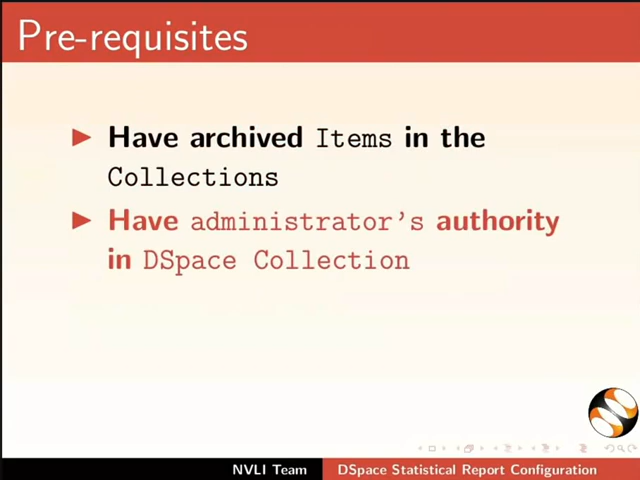 Pre-requisites
Have archived Items in the
Collections
Have administrator's authority
in DSpace Collection
NVLI Team
DSpace Statistical Report Configuration